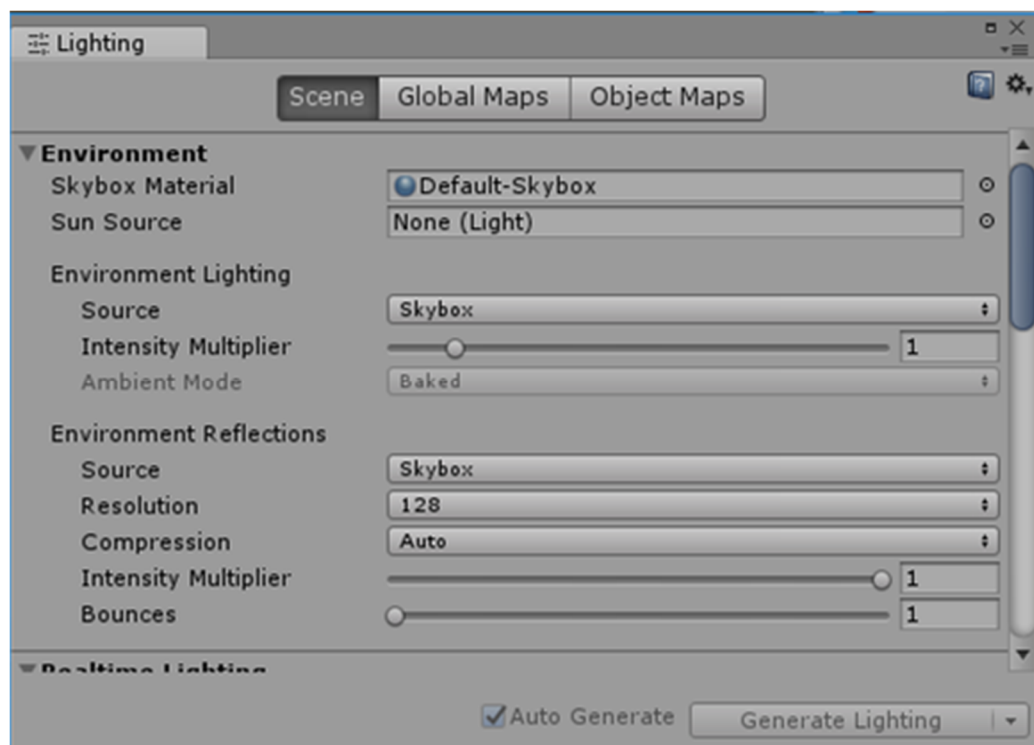 Lighting
Scene Global Maps Object Maps
Environment
Skybox Material Default-Skybox
Sun Source None (Light)
Environment Lighting
Source Skybox
Intensity Multiplier 1
Ambient Mode Baked
Environment Reflections
Source Skybox
Resolution 128
Compression Auto
Intensity Multiplier 1
Bounces 1
Realtime Lighting
Auto Generate Generate Lighting